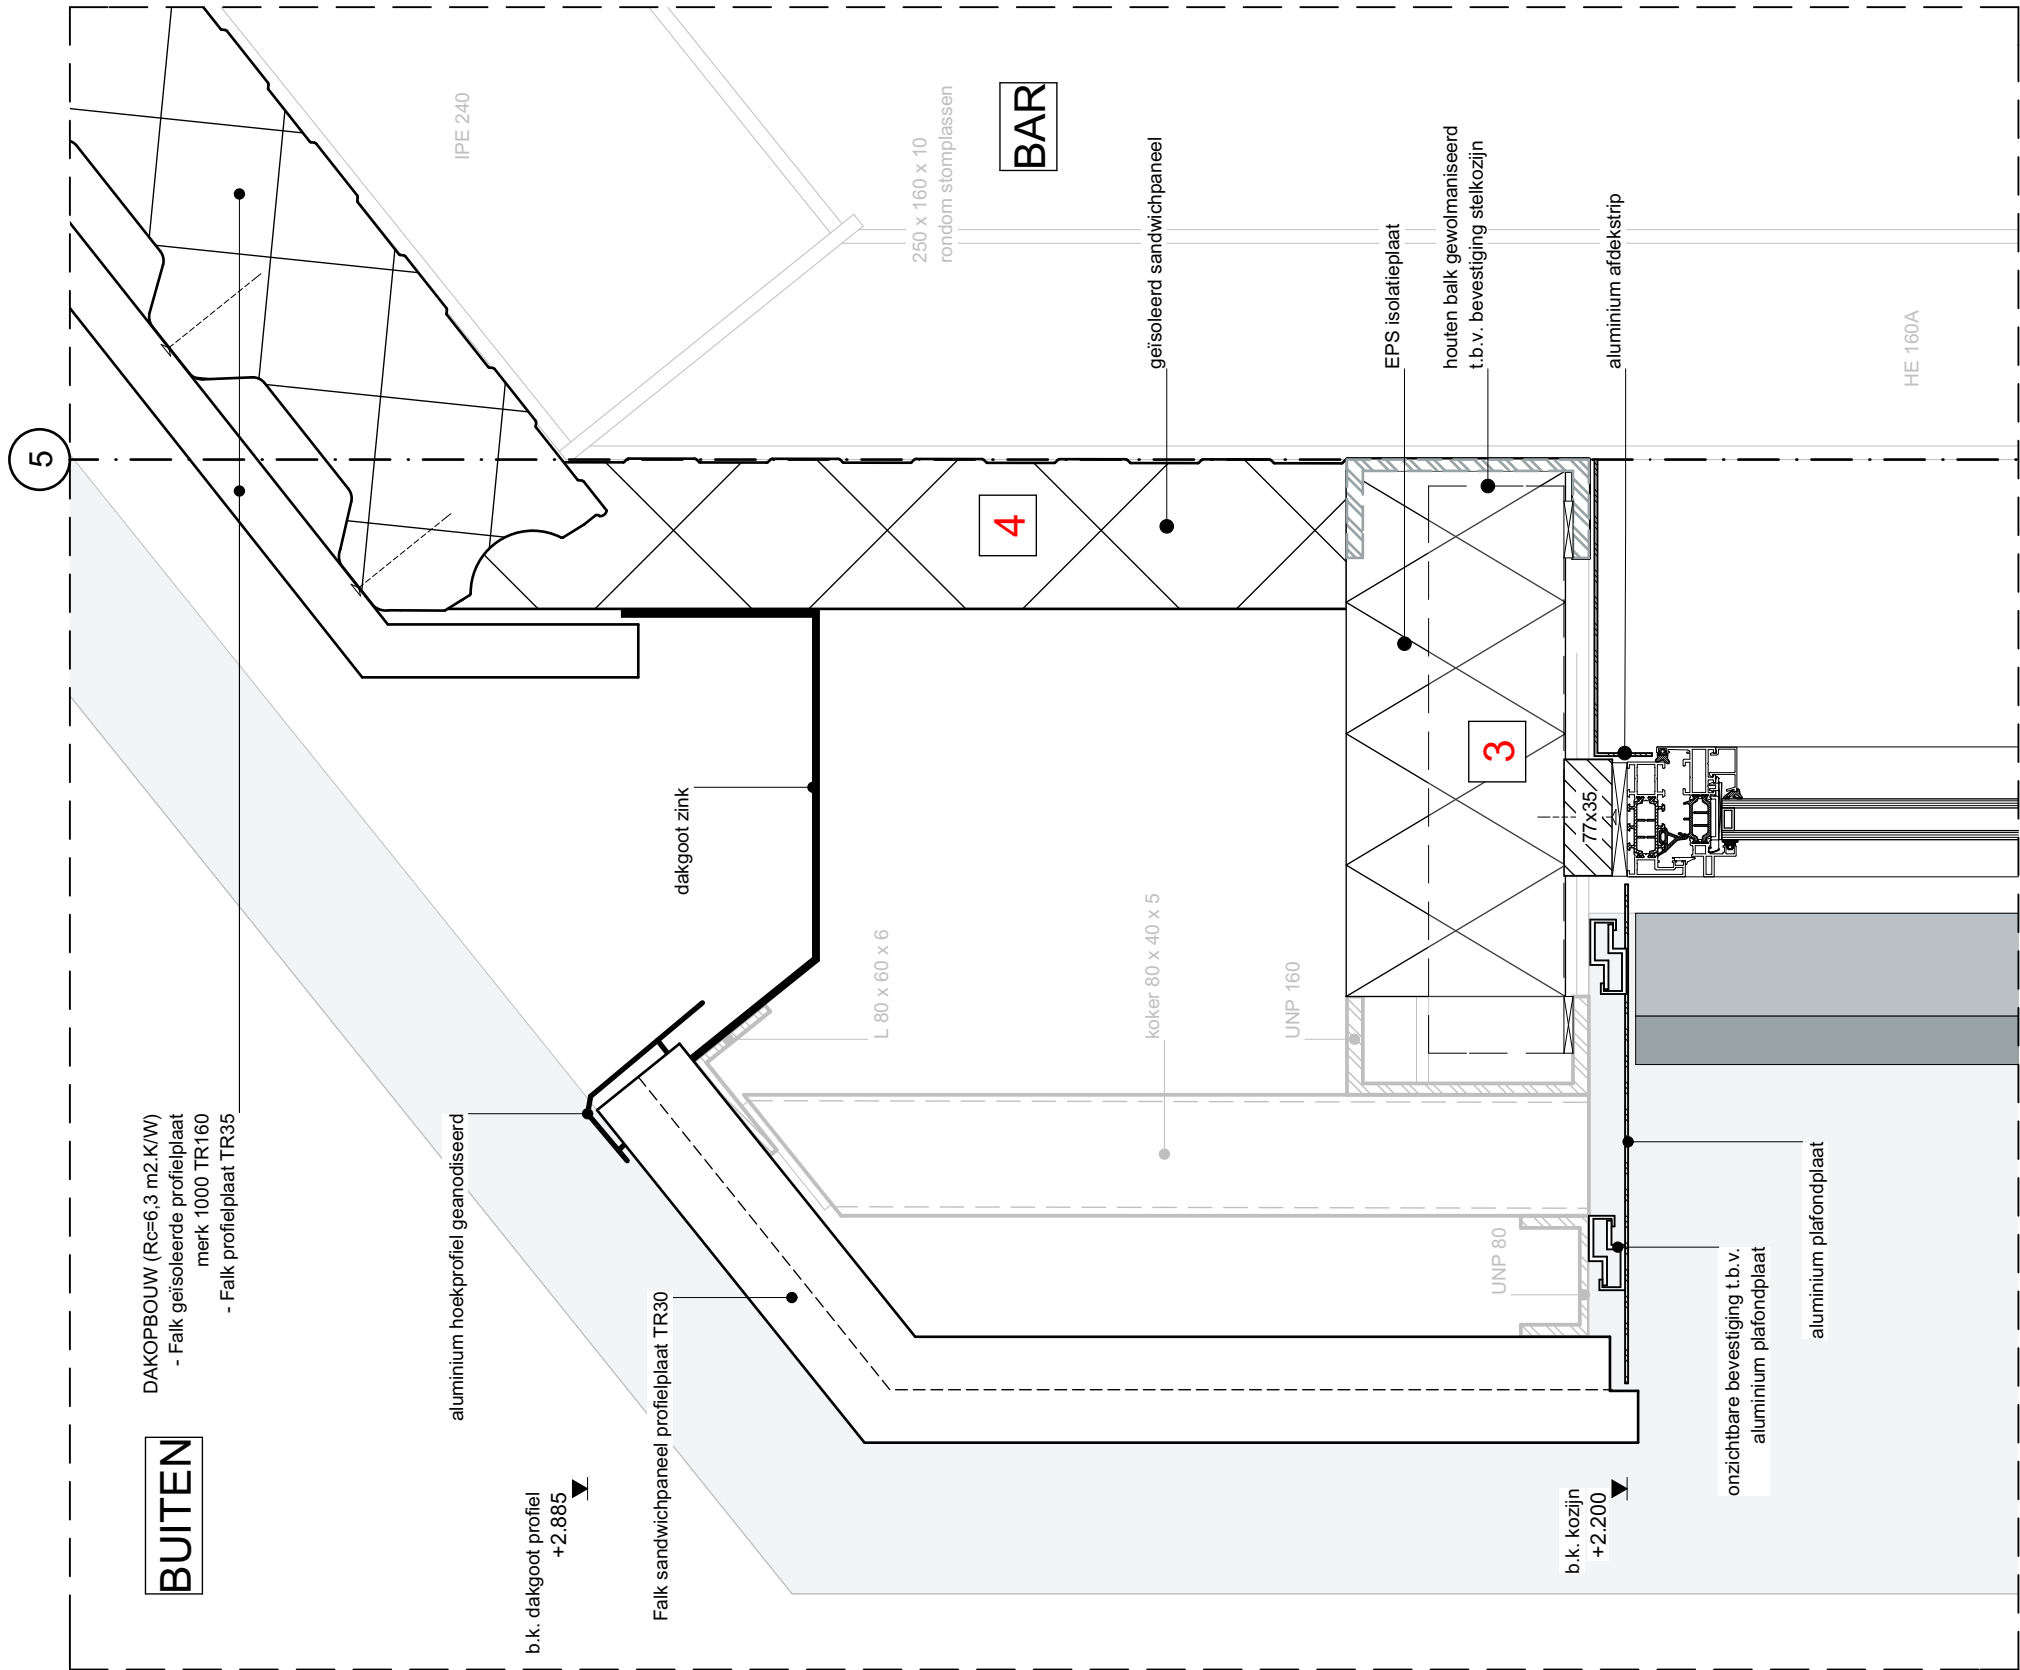 5
BUITEN
DAKOPBOUW (Rc=6,3 m2.K/W)
- Falk geïsoleerde profielplaat
merk 1000 TR160
- Falk profielplaat TR35
IPE 240
250 x 160 x 10
rondom stomplassen
BAR
geïsoleerd sandwichpaneel
EPS isolatieplaat
houten balk gewolmaniseerd
t.b.v. bevestiging stelkozijn
aluminium afdekstrip
HE 160A
4
3
77x35
dakgoot zink
L 80 x 60 x 6
koker 80 x 40 x 5
UNP 160
aluminium hoekprofiel geanodiseerd
Falk sandwichpaneel profielplaat TR30
UNP 80
onzichtbare bevestiging t.b.v.
aluminium plafondplaat
aluminium plafondplaat
b.k. dakgoot profiel
+2.885
b.k. kozijn
+2.200